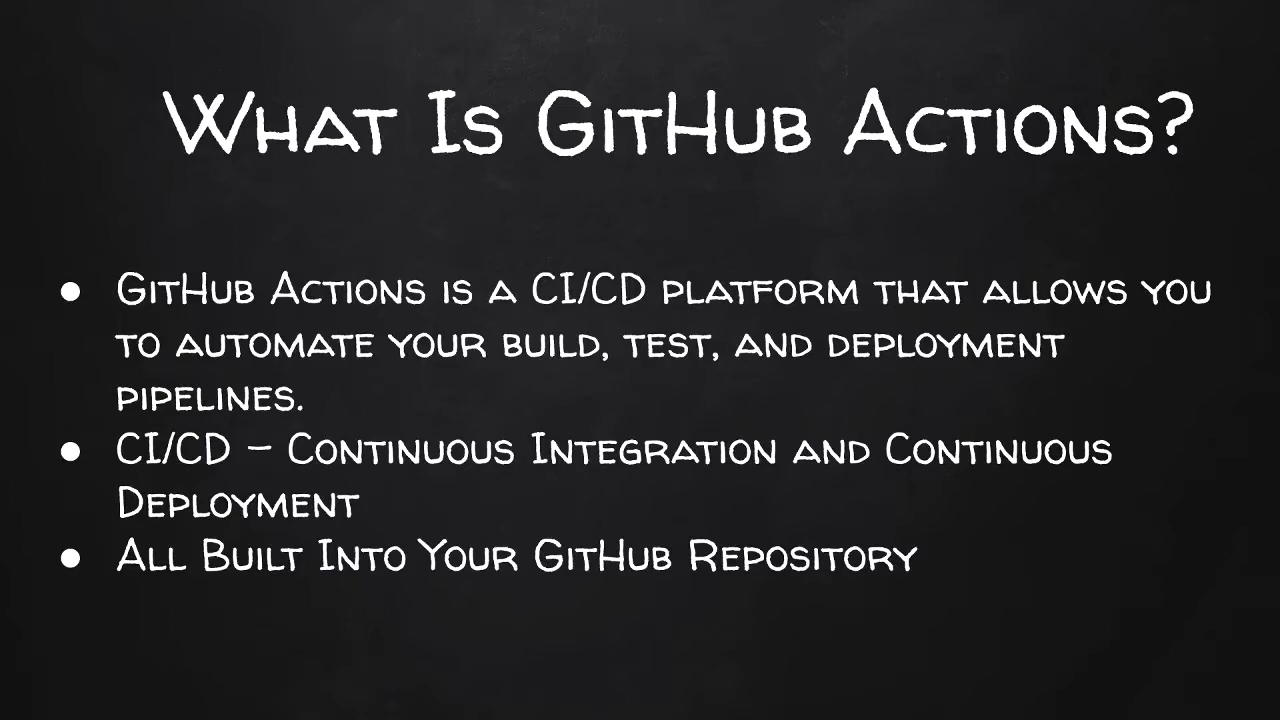 What Is GitHub Actions?
● GitHub Actions is a CI/CD platform that allows you
to automate your build, test, and deployment
pipelines.
● CI/CD – Continuous Integration and Continuous
Deployment
● All Built Into Your GitHub Repository